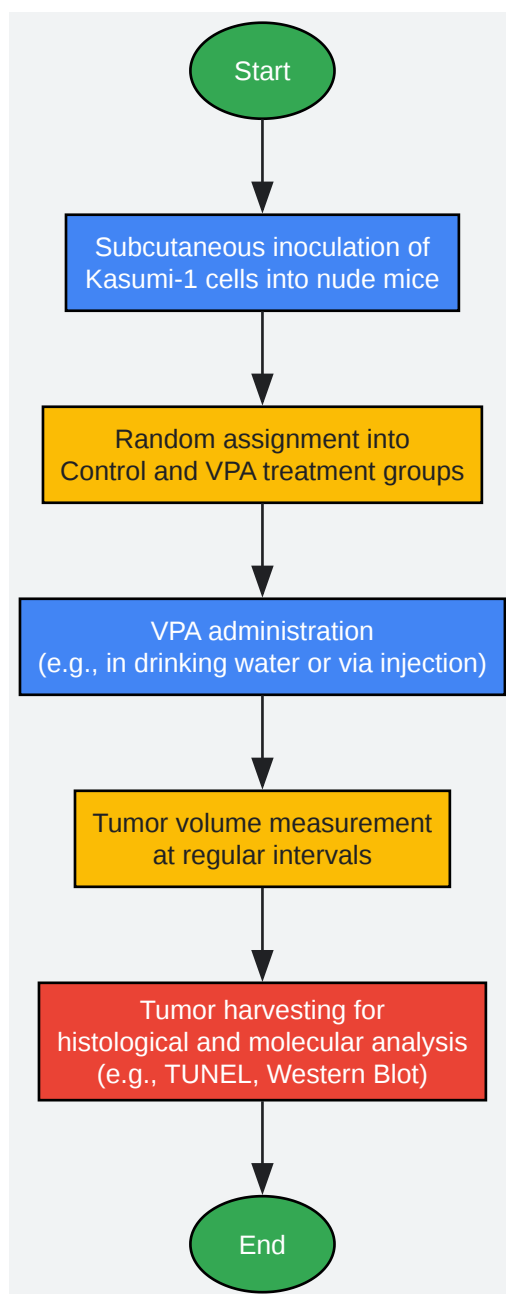 Start
Subcutaneous inoculation of
Kasumi-1 cells into nude mice
Random assignment into
Control and VPA treatment groups
VPA administration
(e.g., in drinking water or via injection)
Tumor volume measurement
at regular intervals
Tumor harvesting for
histological and molecular analysis
(e.g., TUNEL, Western Blot)
End